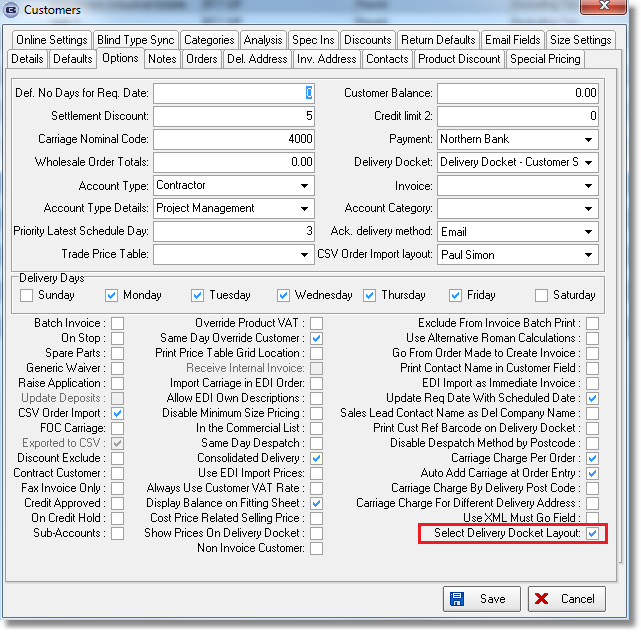 Customers
Online Settings Blind Type Sync Categories Analysis Spec Ins Discounts Return Defaults Email Fields Size Settings
Details Defaults Options Notes Orders Del. Address Inv. Address Contacts Product Discount Special Pricing
Def. No Days for Req. Date: 0 Customer Balance: 0.00
Settlement Discount: 5 Credit limit 2: 0
Carriage Nominal Code: 4000 Payment: Northern Bank
Wholesale Order Totals: 0.00 Delivery Docket: Delivery Docket - Customer S
Account Type: Contractor Invoice:
Account Type Details: Project Management Account Category:
Priority Latest Schedule Day: 3 Ack. delivery method: Email
Trade Price Table: CSV Order Import layout: Paul Simon
Delivery Days
Sunday Monday Tuesday Wednesday Thursday Friday Saturday
Batch Invoice : Override Product VAT : Exclude From Invoice Batch Print :
On Stop : Same Day Override Customer : Use Alternative Roman Calculations :
Spare Parts : Print Price Table Grid Location : Go From Order Made to Create Invoice :
Generic Waiver : Receive Internal Invoice: Print Contact Name in Customer Field :
Raise Application : Import Carriage in EDI Order: EDI Import as Immediate Invoice :
Update Deposits : Allow EDI Own Descriptions : Update Req Date With Scheduled Date :
CSV Order Import : Disable Minimum Size Pricing : Sales Lead Contact Name as Del Company Name :
FOC Carriage: In the Commercial List : Print Cust Ref Barcode on Delivery Docket :
Exported to CSV : Same Day Despatch : Disable Despatch Method by Postcode :
Discount Exclude : Consolidated Delivery : Carriage Charge Per Order :
Contract Customer : Use EDI Import Prices: Auto Add Carriage at Order Entry :
Fax Invoice Only : Always Use Customer VAT Rate : Carriage Charge By Delivery Post Code :
Credit Approved : Display Balance on Fitting Sheet : Carriage Charge For Different Delivery Address :
On Credit Hold : Cost Price Related Selling Price : Use XML Must Go Field :
Sub-Accounts : Show Prices On Delivery Docket : Select Delivery Docket Layout:
Non Invoice Customer:
Save Cancel